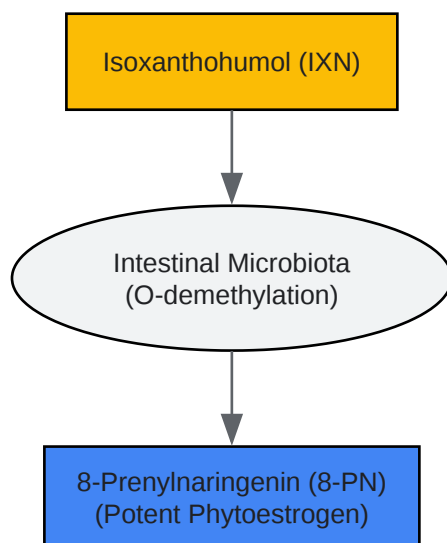 Isoxanthohumol (IXN)
Intestinal Microbiota
(O-demethylation)
8-Prenylnaringenin (8-PN)
(Potent Phytoestrogen)